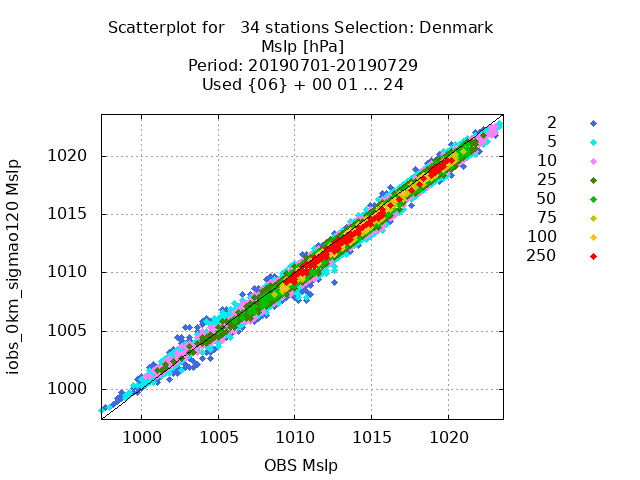 Scatterplot for   34 stations Selection: Denmark
Mslp [hPa]
Period: 20190701-20190729
Used {06} + 00 01 ... 24
iobs_0km_sigmao120 Mslp
1020
1015
1010
1005
1000
1000 1005 1010 1015 1020
OBS Mslp
2
5
10
25
50
75
100
250